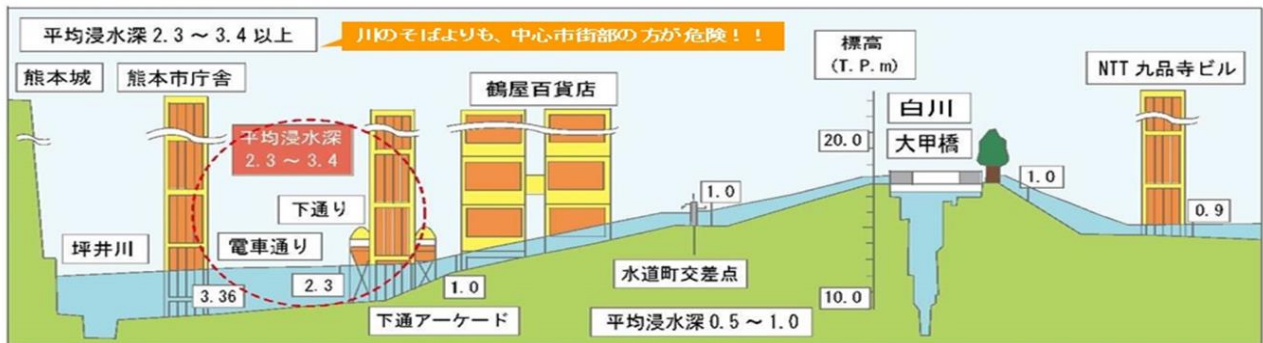 平均浸水深2.3～3.4以上
川のそばよりも、中心市街部の方が危険！！
熊本城
熊本市庁舎
鶴屋百貨店
標高
(T.P.m)
NTT九品寺ビル
平均浸水深
2.3～3.4
白川
大甲橋
20.0
下通り
1.0
1.0
0.9
坪井川
電車通り
水道町交差点
3.36
2.3
1.0
10.0
下通アーケード
平均浸水深0.5～1.0